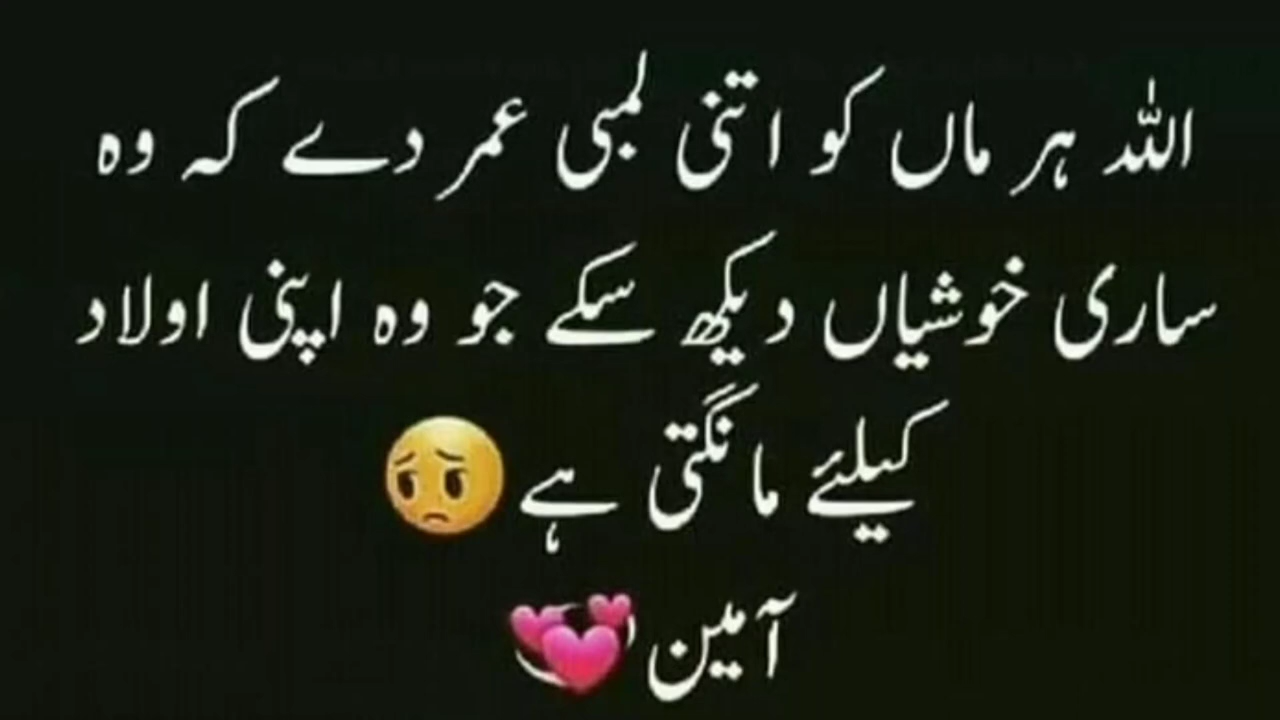 اللہ ہر ماں کو اتنی لمبی عمر دے کہ وہ
ساری خوشیاں دیکھ سکے جو وہ اپنی اولاد
کیلئے مانگتی ہے😔
آمین💞